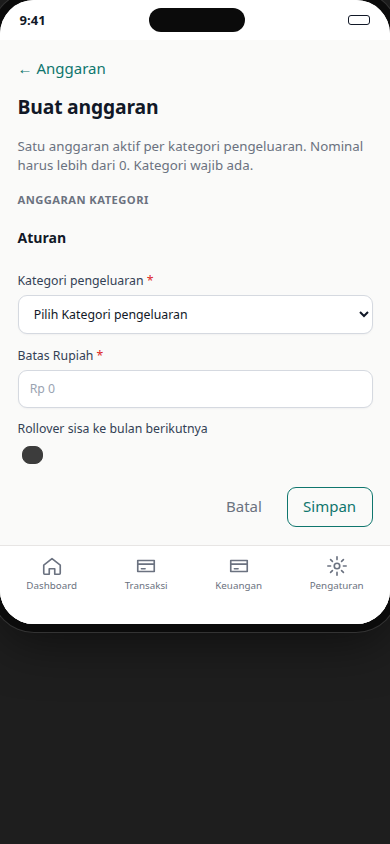 9:41
← Anggaran
Buat anggaran
Satu anggaran aktif per kategori pengeluaran. Nominal
harus lebih dari 0. Kategori wajib ada.
ANGGARAN KATEGORI
Aturan
Kategori pengeluaran *
Pilih Kategori pengeluaran
Batas Rupiah *
Rp 0
Rollover sisa ke bulan berikutnya
Batal Simpan
Dashboard Transaksi Keuangan Pengaturan